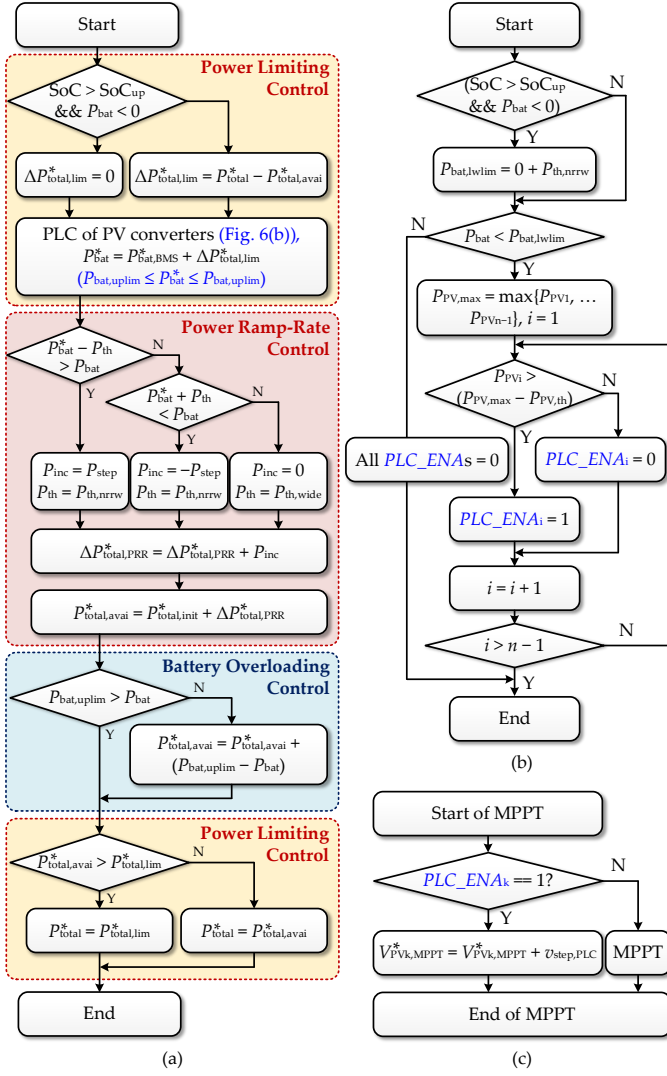 Start
Power Limiting
Control
SoC > SoCup
&& Pbat < 0
ΔP*total,lim = 0
ΔP*total,lim = P*total − P*total,avai
PLC of PV converters (Fig. 6(b)),
P*bat = P*bat,BMS + ΔP*total,lim
(Pbat,uplim ≤ P*bat ≤ Pbat,uplim)
Power Ramp-Rate
Control
P*bat − Pth
> Pbat
N
Y
P*bat + Pth
< Pbat
N
Y
Pinc = Pstep
Pth = Pth,nrrw
Pinc = −Pstep
Pth = Pth,nrrw
Pinc = 0
Pth = Pth,wide
ΔP*total,PRR = ΔP*total,PRR + Pinc
P*total,avai = P*total,init + ΔP*total,PRR
Battery Overloading
Control
Pbat,uplim > Pbat
N
Y
P*total,avai = P*total,avai +
(Pbat,uplim − Pbat)
Power Limiting
Control
P*total,avai > P*total,lim
N
Y
P*total = P*total,lim
P*total = P*total,avai
End
(a)
Start
(SoC > SoCup
&& Pbat < 0)
N
Y
Pbat,lwlim = 0 + Pth,nrrw
N
Pbat < Pbat,lwlim
Y
PPV,max = max{PPV1, …
PPVn−1}, i = 1
PPVi >
(PPV,max − PPV,th)
N
Y
All PLC_ENAs = 0
PLC_ENAi = 0
PLC_ENAi = 1
i = i + 1
i > n − 1
N
Y
End
(b)
Start of MPPT
PLC_ENAk == 1?
N
Y
V*PVk,MPPT = V*PVk,MPPT + vstep,PLC
MPPT
End of MPPT
(c)